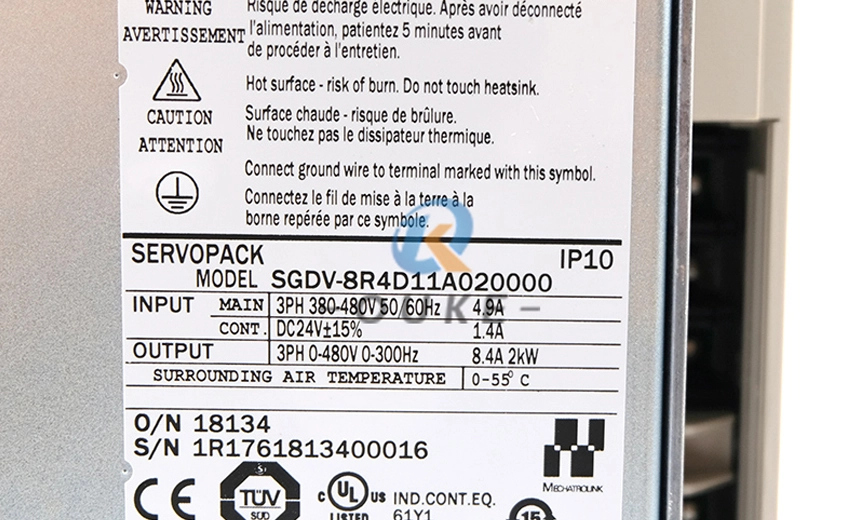 WARNING
Risque de décharge électrique. Après avoir déconnecté
AVERTISSEMENT l'alimentation, patientez 5 minutes avant
de procéder à l'entretien.
Hot surface - risk of burn. Do not touch heatsink.
CAUTION
Surface chaude - risque de brûlure.
Ne touchez pas le dissipateur thermique.
ATTENTION
Connect ground wire to terminal marked with this symbol.
Connectez le fil de mise à la terre à la
borne repérée par ce symbole.
SERVOPACK IP10
MODEL SGDV-8R4D11A020000
INPUT MAIN 3PH 380-480V 50/60Hz 4.9A
CONT. DC24V±15% 1.4A
OUTPUT 3PH 0-480V 0-300Hz 8.4A 2kW
SURROUNDING AIR TEMPERATURE 0-55°C
OUKE
O/N 18134
S/N 1R1761813400016
MECHATROLINK
CE TÜV SÜD c UL US LISTED IND.CONT.EQ.
61Y1
15